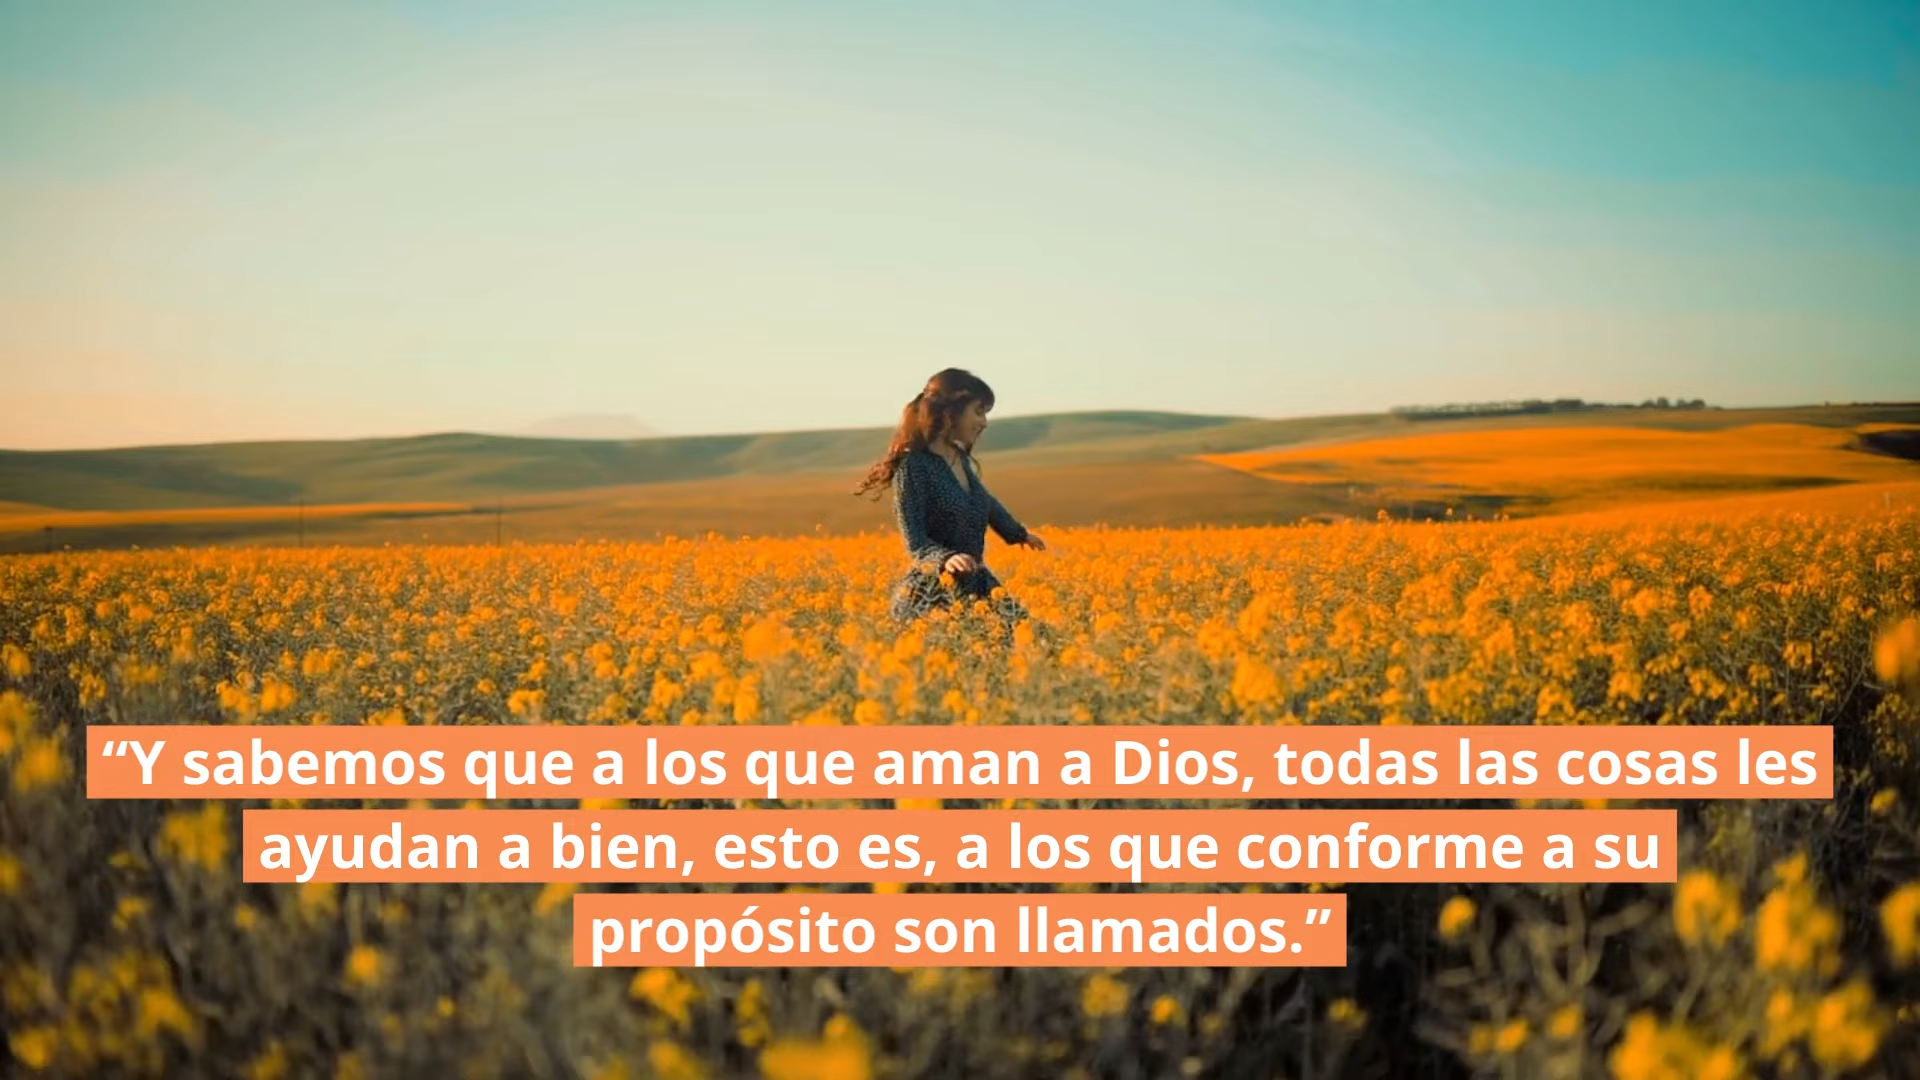 “Y sabemos que a los que aman a Dios, todas las cosas les
ayudan a bien, esto es, a los que conforme a su
propósito son llamados.”